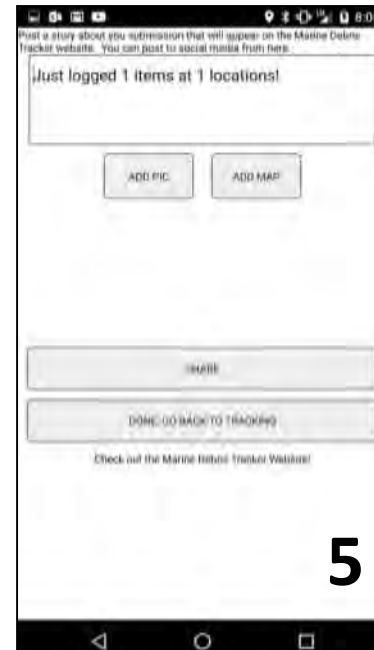 8:0
Post a story about you submission that will appear on the Marine Debris
Tracker website. You can post to social media from here.
Just logged 1 items at 1 locations!
ADD PIC
ADD MAP
SHARE
DONE, GO BACK TO TRACKING
Check out the Marine Debris Tracker Website!
5